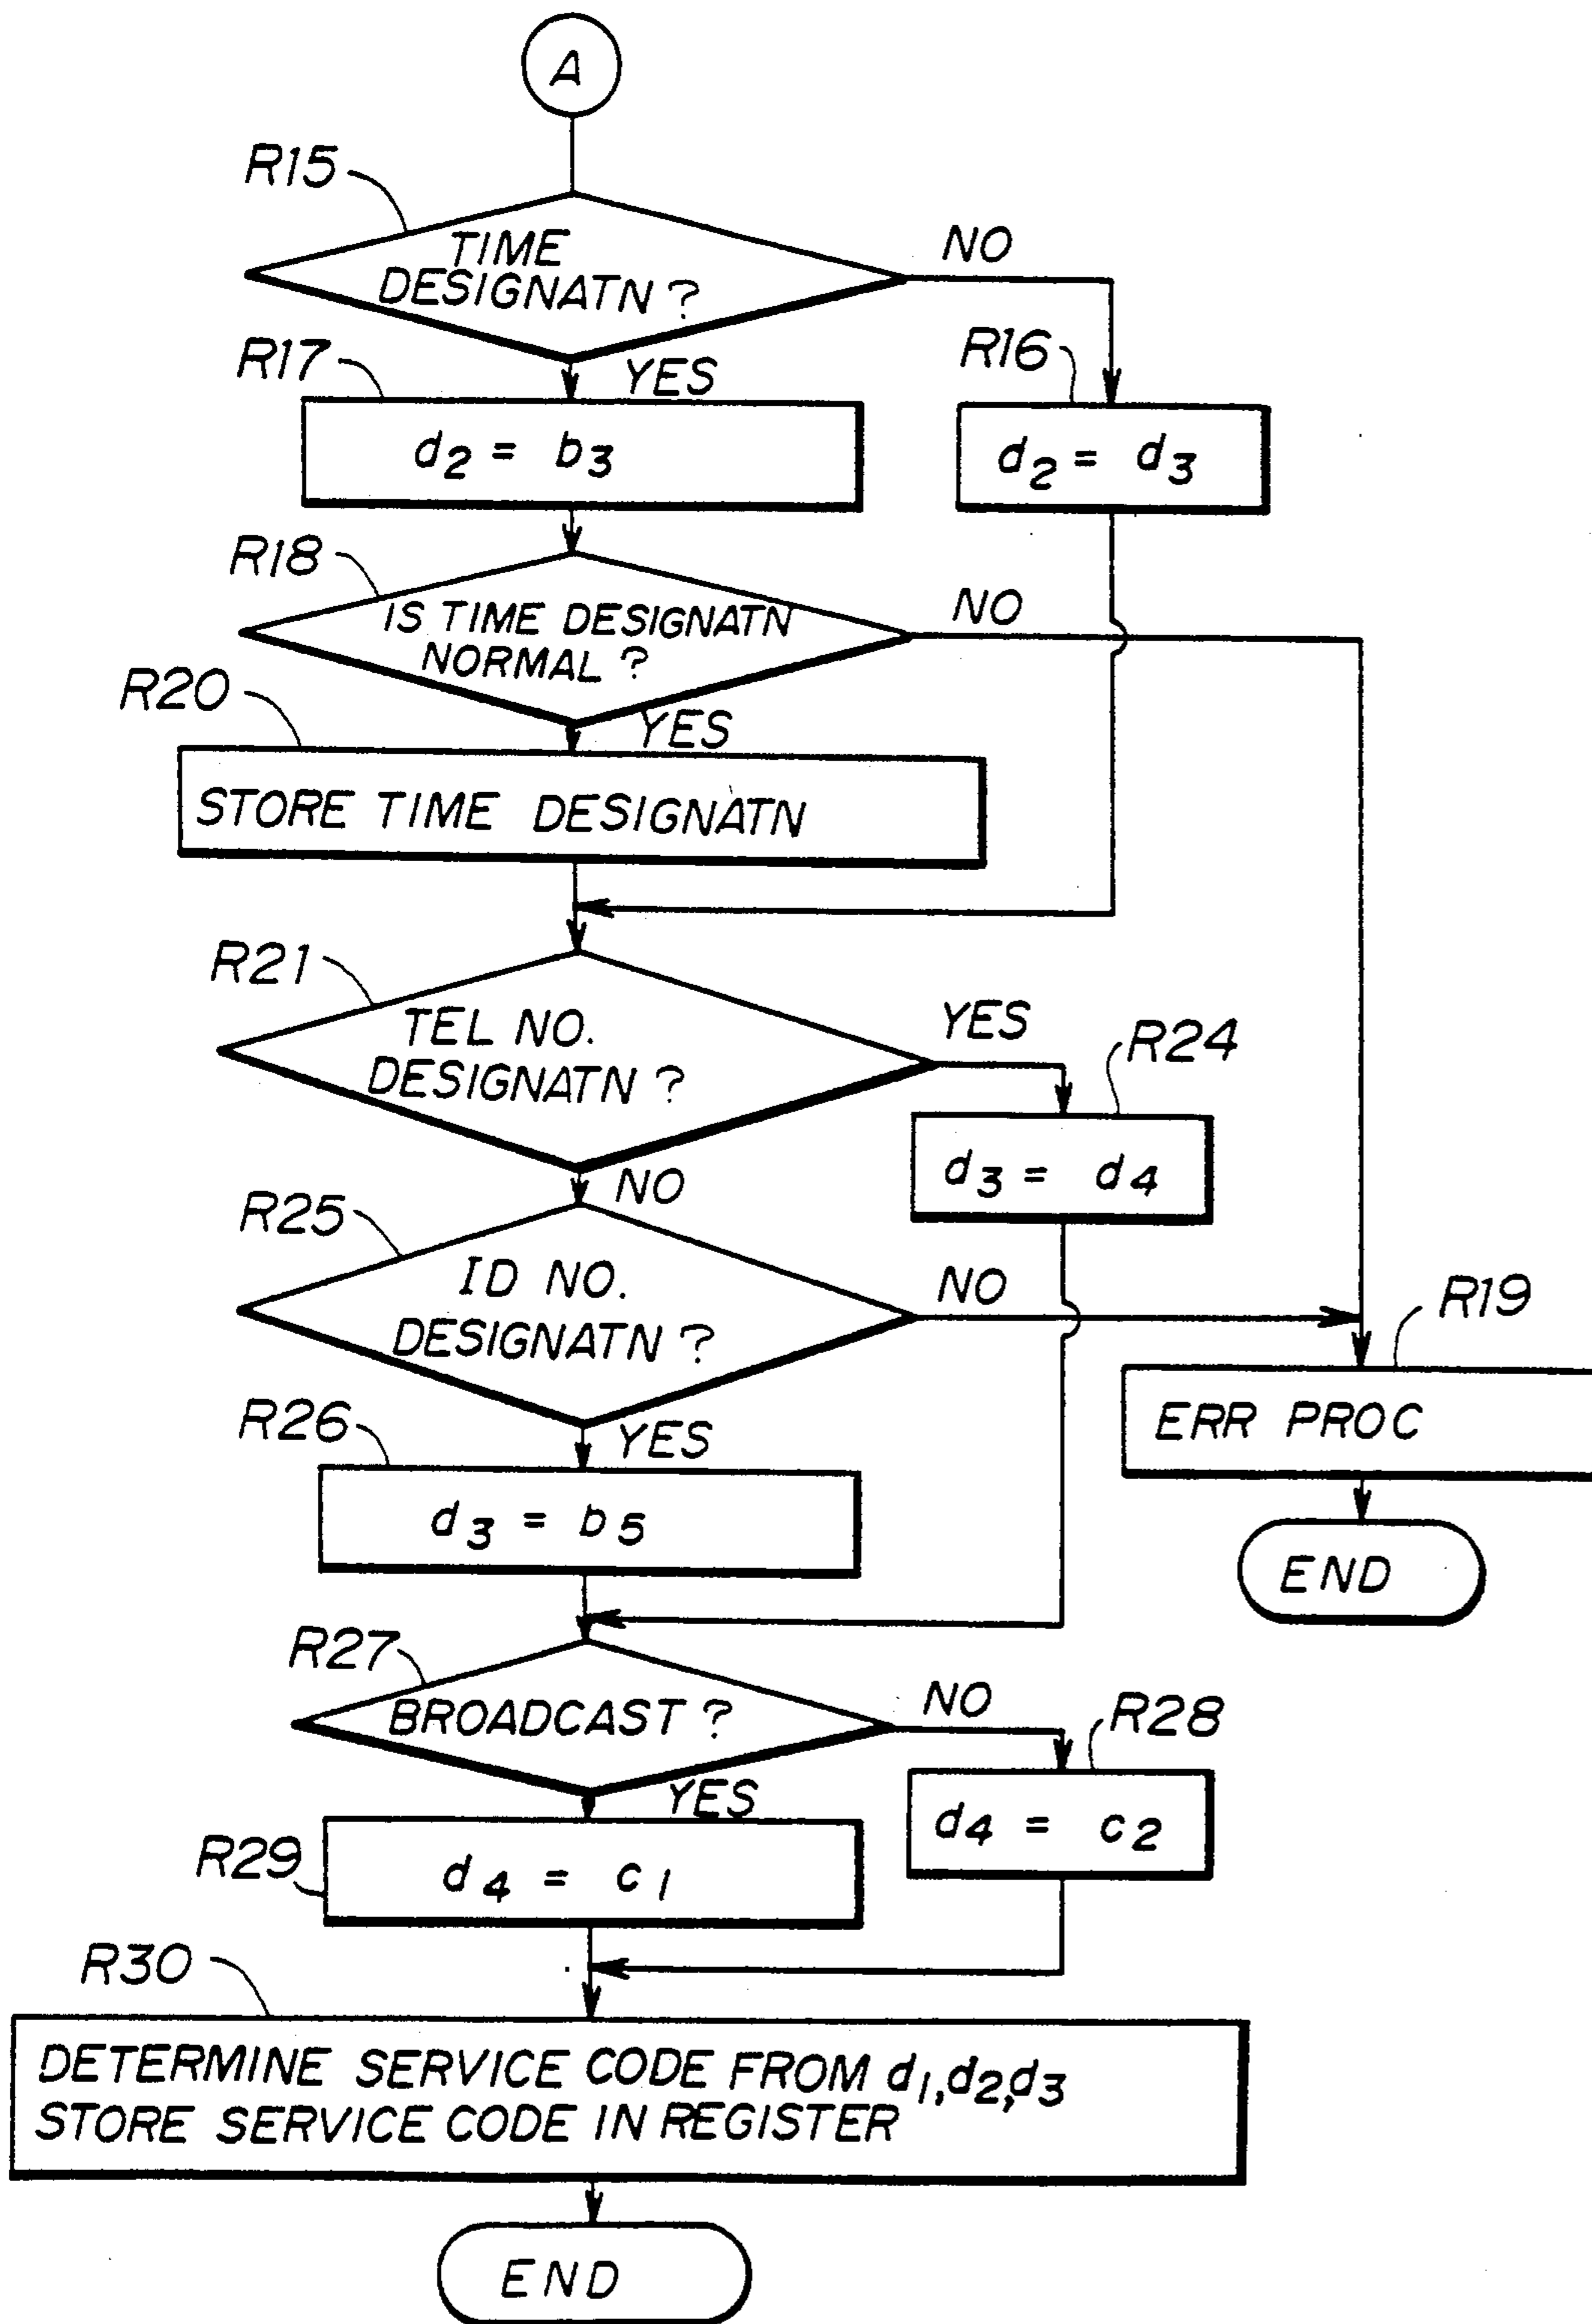 A
R15
TIME
DESIGNATN ?
NO
R17
YES
R16
d2 = b3
d2 = d3
R18
IS TIME DESIGNATN
NORMAL ?
NO
R20
YES
STORE TIME DESIGNATN
R21
TEL NO.
DESIGNATN ?
YES
R24
d3 = d4
NO
R25
ID NO.
DESIGNATN ?
NO
R19
ERR PROC
END
R26
YES
d3 = b5
R27
BROADCAST ?
NO
R28
YES
d4 = c2
R29
d4 = c1
R30
DETERMINE SERVICE CODE FROM d1,d2,d3
STORE SERVICE CODE IN REGISTER
END